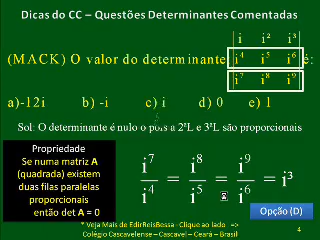 Dicas do CC – Questões Determinantes Comentadas
i i² i³
(MACK) O valor do determinante i⁴ i⁵ i⁶ é:
i⁷ i⁸ i⁹
a)-12i b) -i c) i d) 0 e) 1
Sol: O determinante é nulo o pois a 2ªL e 3ªL são proporcionais
Propriedade
Se numa matriz A
(quadrada) existem
duas filas paralelas
proporcionais
então det A = 0
i⁷/i⁴ = i⁸/i⁵ = i⁹/i⁶ = i³
Opção (D)
* Veja Mais de EdirReisBessa - Clique ao lado =>
Colégio Cascavelense – Cascavel – Ceará – Brasil
4